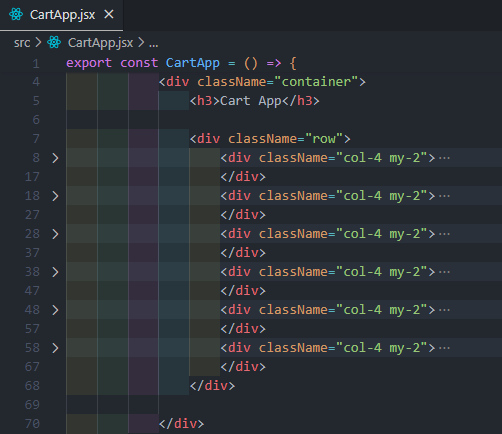 CartApp.jsx ×
src > CartApp.jsx > ...
1 export const CartApp = () => {
4 <div className="container">
5 <h3>Cart App</h3>
6
7 <div className="row">
8 > <div className="col-4 my-2">···
17 </div>
18 > <div className="col-4 my-2">···
27 </div>
28 > <div className="col-4 my-2">···
37 </div>
38 > <div className="col-4 my-2">···
47 </div>
48 > <div className="col-4 my-2">···
57 </div>
58 > <div className="col-4 my-2">···
67 </div>
68 </div>
69
70 </div>